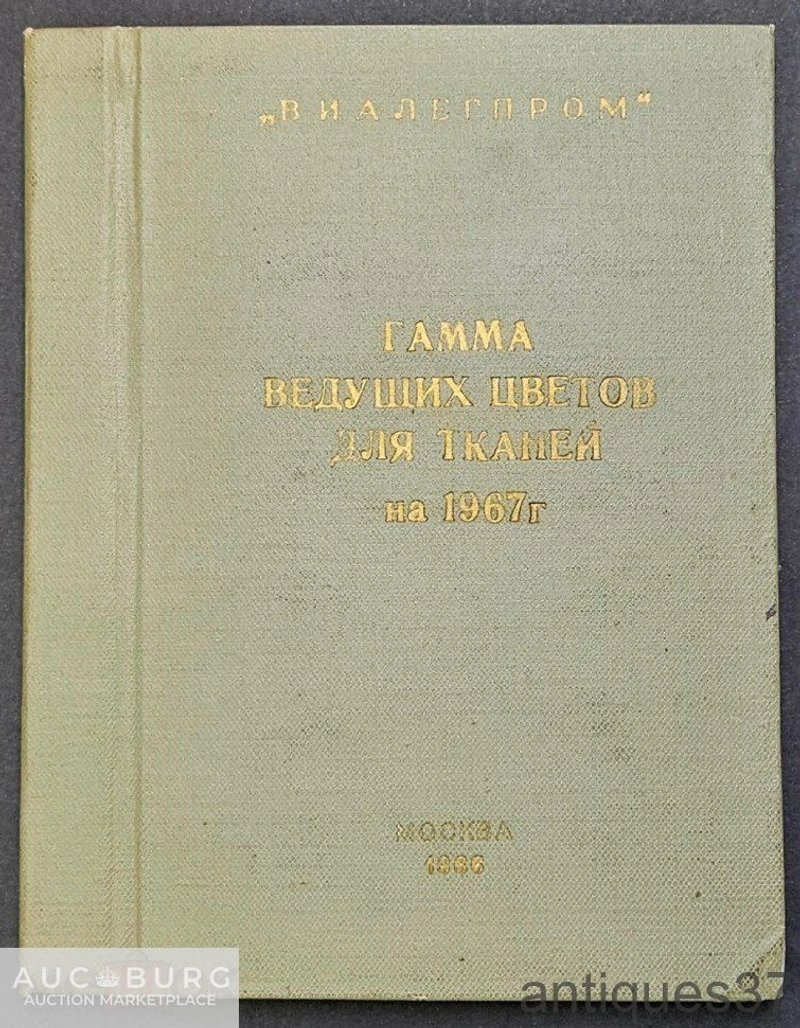 „ВИАЛЕГПРОМ“
ГАММА
ВЕДУЩИХ ЦВЕТОВ
ДЛЯ ТКАНЕЙ
на 1967г
МОСКВА
1966
AUCBURG
AUCTION MARKETPLACE
antiques37